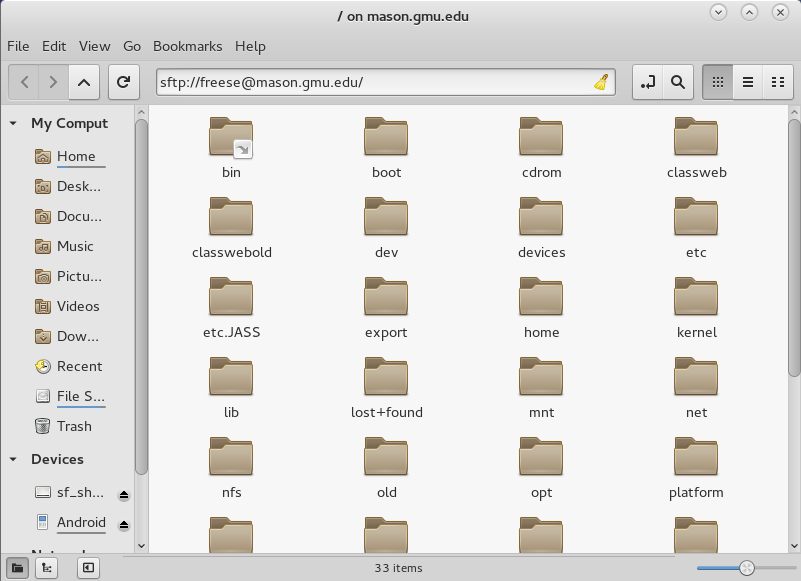 / on mason.gmu.edu
File Edit View Go Bookmarks Help
sftp://freese@mason.gmu.edu/
My Comput
Home
Desk...
Docu...
Music
Pictu...
Videos
Dow...
Recent
File S...
Trash
Devices
sf_sh...
Android
bin boot cdrom classweb
classwebold dev devices etc
etc.JASS export home kernel
lib lost+found mnt net
nfs old opt platform
33 items